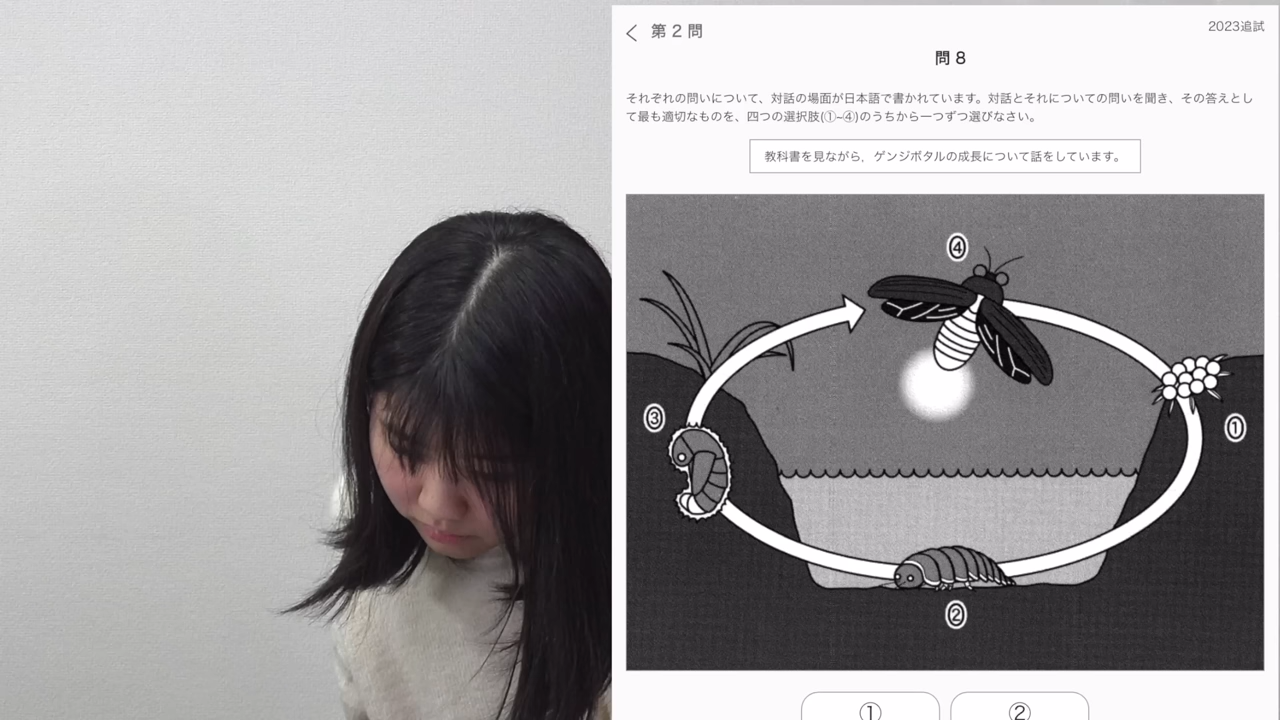 第2問
2023追試
問8
それぞれの問いについて、対話の場面が日本語で書かれています。対話とそれについての問いを聞き、その答えとし
て最も適切なものを、四つの選択肢(①~④)のうちから一つずつ選びなさい。
教科書を見ながら,ゲンジボタルの成長について話をしています。
④
③
①
②
① ②